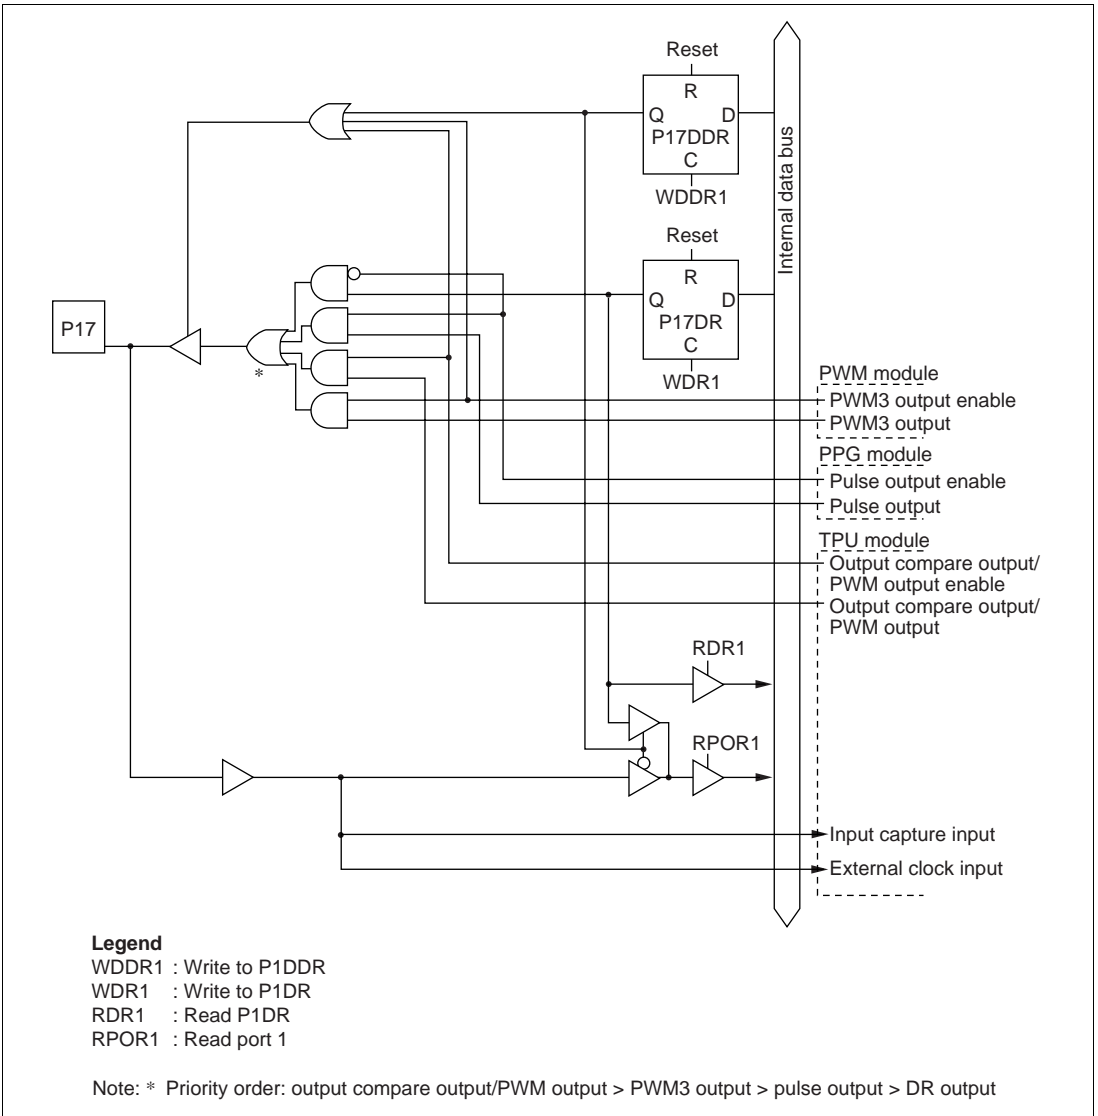 Reset
R
Q D
P17DDR
C
WDDR1
Internal data bus
Reset
R
Q D
P17DR
C
WDR1
P17
*
PWM module
PWM3 output enable
PWM3 output
PPG module
Pulse output enable
Pulse output
TPU module
Output compare output/
PWM output enable
Output compare output/
PWM output
RDR1
RPOR1
Input capture input
External clock input
Legend
WDDR1 : Write to P1DDR
WDR1 : Write to P1DR
RDR1 : Read P1DR
RPOR1 : Read port 1
Note: * Priority order: output compare output/PWM output > PWM3 output > pulse output > DR output